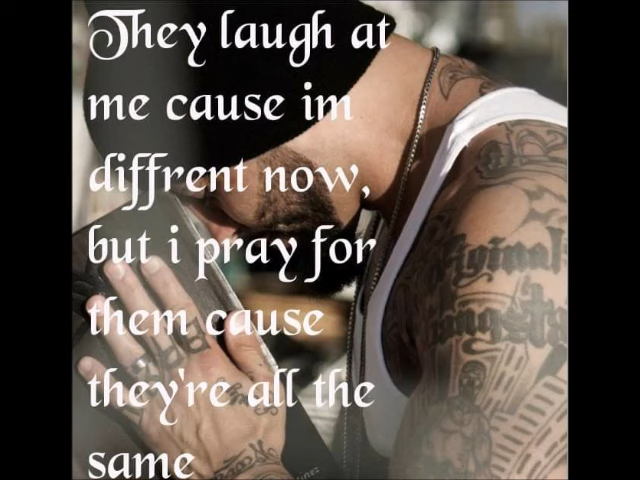 They laugh at
me cause im
diffrent now,
but i pray for
them cause
they're all the
same